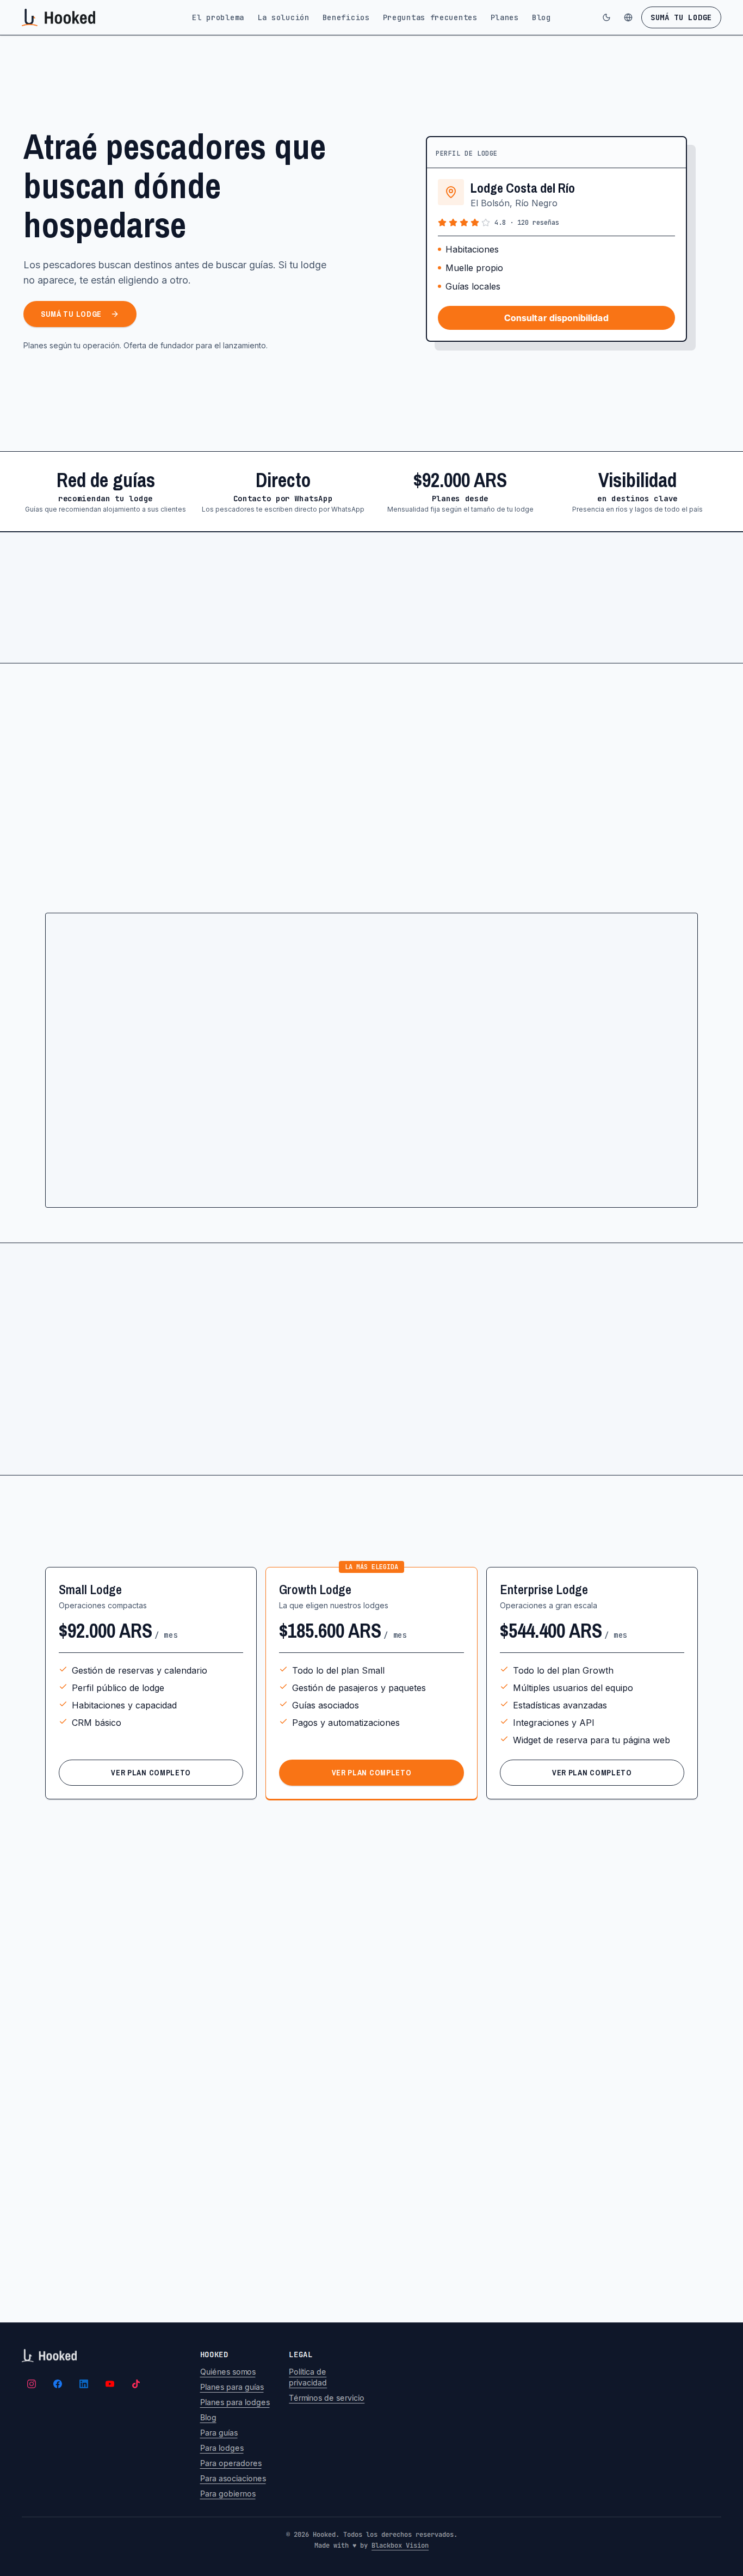 Hooked
El problema
La solución
Beneficios
Preguntas frecuentes
Planes
Blog
SUMÁ TU LODGE
Atraé pescadores que
buscan dónde
hospedarse
Los pescadores buscan destinos antes de buscar guías. Si tu lodge
no aparece, te están eligiendo a otro.
SUMÁ TU LODGE
Planes según tu operación. Oferta de fundador para el lanzamiento.
PERFIL DE LODGE
Lodge Costa del Río
El Bolsón, Río Negro
4.8 · 120 reseñas
Habitaciones
Muelle propio
Guías locales
Consultar disponibilidad
Red de guías
recomiendan tu lodge
Guías que recomiendan alojamiento a sus clientes
Directo
Contacto por WhatsApp
Los pescadores te escriben directo por WhatsApp
$92.000 ARS
Planes desde
Mensualidad fija según el tamaño de tu lodge
Visibilidad
en destinos clave
Presencia en ríos y lagos de todo el país
Small Lodge
Operaciones compactas
$92.000 ARS / mes
Gestión de reservas y calendario
Perfil público de lodge
Habitaciones y capacidad
CRM básico
VER PLAN COMPLETO
LA MÁS ELEGIDA
Growth Lodge
La que eligen nuestros lodges
$185.600 ARS / mes
Todo lo del plan Small
Gestión de pasajeros y paquetes
Guías asociados
Pagos y automatizaciones
VER PLAN COMPLETO
Enterprise Lodge
Operaciones a gran escala
$544.400 ARS / mes
Todo lo del plan Growth
Múltiples usuarios del equipo
Estadísticas avanzadas
Integraciones y API
Widget de reserva para tu página web
VER PLAN COMPLETO
Hooked
HOOKED
Quiénes somos
Planes para guías
Planes para lodges
Blog
Para guías
Para lodges
Para operadores
Para asociaciones
Para gobiernos
LEGAL
Política de
privacidad
Términos de servicio
© 2026 Hooked. Todos los derechos reservados.
Made with ♥ by Blackbox Vision